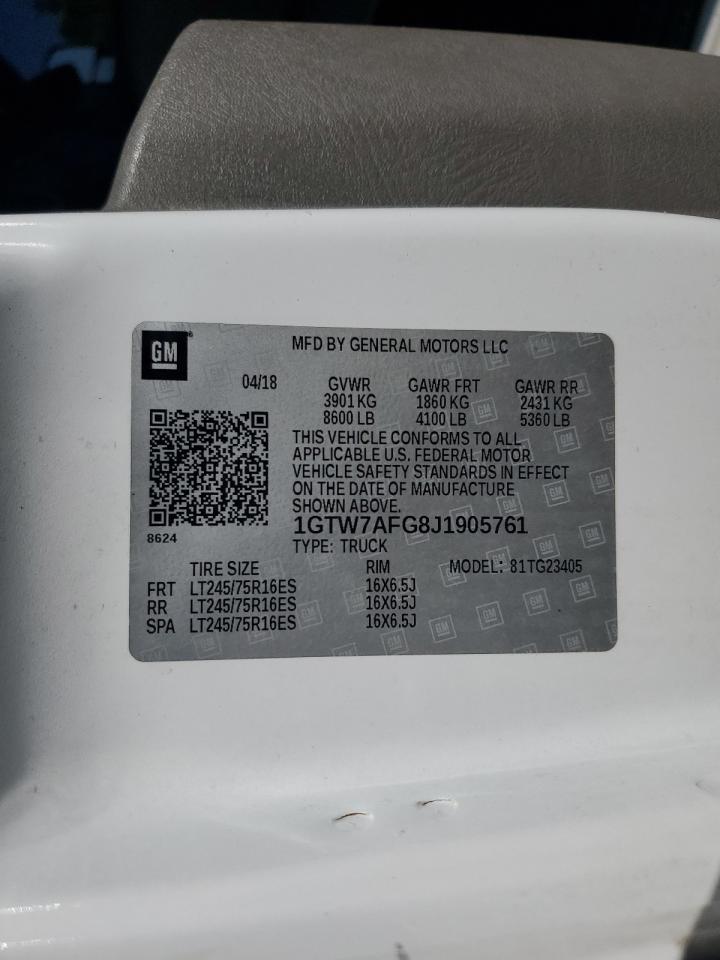 GM
MFD BY GENERAL MOTORS LLC
04/18 GVWR GAWR FRT GAWR RR
3901 KG 1860 KG 2431 KG
8600 LB 4100 LB 5360 LB
THIS VEHICLE CONFORMS TO ALL
APPLICABLE U.S. FEDERAL MOTOR
VEHICLE SAFETY STANDARDS IN EFFECT
ON THE DATE OF MANUFACTURE
SHOWN ABOVE.
1GTW7AFG8J1905761
8624
TYPE: TRUCK
TIRE SIZE RIM MODEL: 81TG23405
FRT LT245/75R16ES 16X6.5J
RR LT245/75R16ES 16X6.5J
SPA LT245/75R16ES 16X6.5J